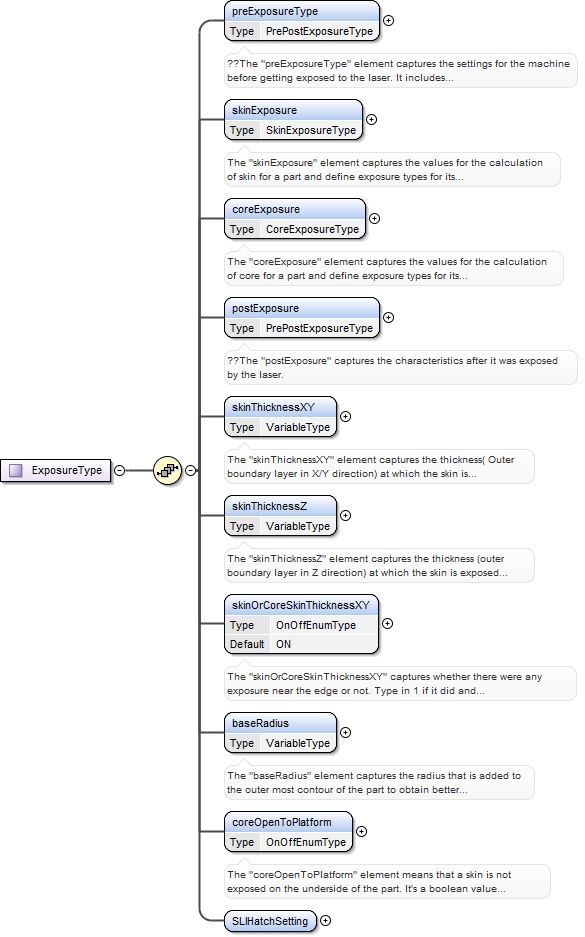 preExposureType
Type PrePostExposureType
??The "preExposureType" element captures the settings for the machine
before getting exposed to the laser. It includes...
skinExposure
Type SkinExposureType
The "skinExposure" element captures the values for the calculation
of skin for a part and define exposure types for its...
coreExposure
Type CoreExposureType
The "coreExposure" element captures the values for the calculation
of core for a part and define exposure types for its...
postExposure
Type PrePostExposureType
??The "postExposure" captures the characteristics after it was exposed
by the laser.
skinThicknessXY
Type VariableType
The "skinThicknessXY" element captures the thickness( Outer
boundary layer in X/Y direction) at which the skin is...
ExposureType
skinThicknessZ
Type VariableType
The "skinThicknessZ" element captures the thickness (outer
boundary layer in Z direction) at which the skin is exposed...
skinOrCoreSkinThicknessXY
Type OnOffEnumType
Default ON
The "skinOrCoreSkinThicknessXY" captures whether there were any
exposure near the edge or not. Type in 1 if it did and...
baseRadius
Type VariableType
The "baseRadius" element captures the radius that is added to
the outer most contour of the part to obtain better...
coreOpenToPlatform
Type OnOffEnumType
The "coreOpenToPlatform" element means that a skin is not
exposed on the underside of the part. It's a boolean value...
SLIHatchSetting